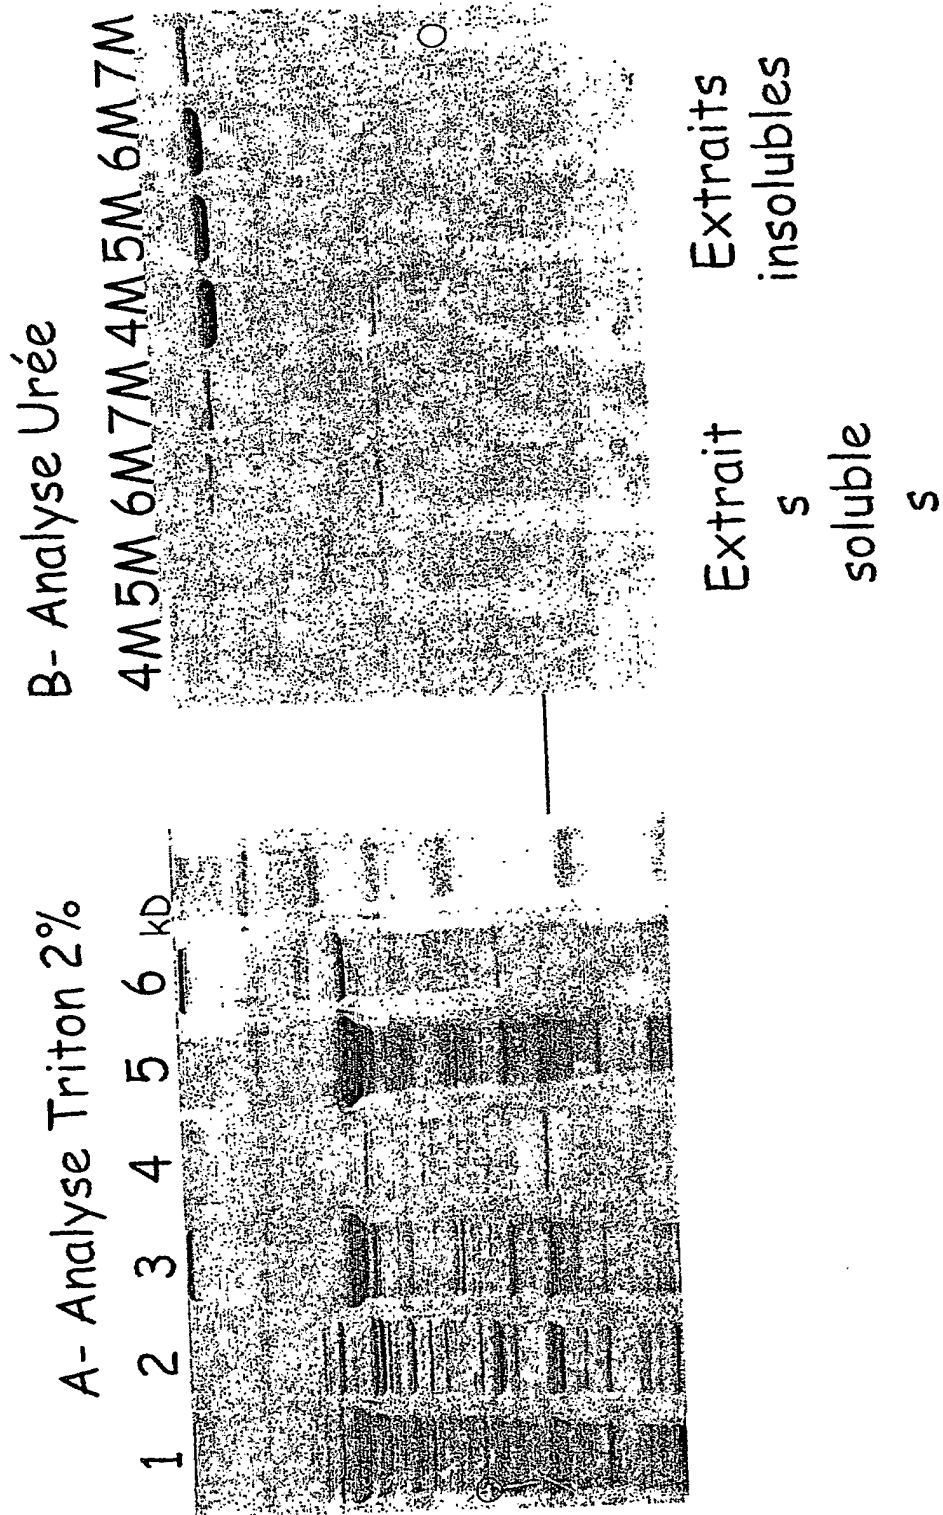 A- Analyse Triton 2%
1 2 3 4 5 6 kD
B- Analyse Urée
4M 5M 6M 7M 4M 5M 6M 7M
Extrait
s
soluble
s
Extraits
insolubles